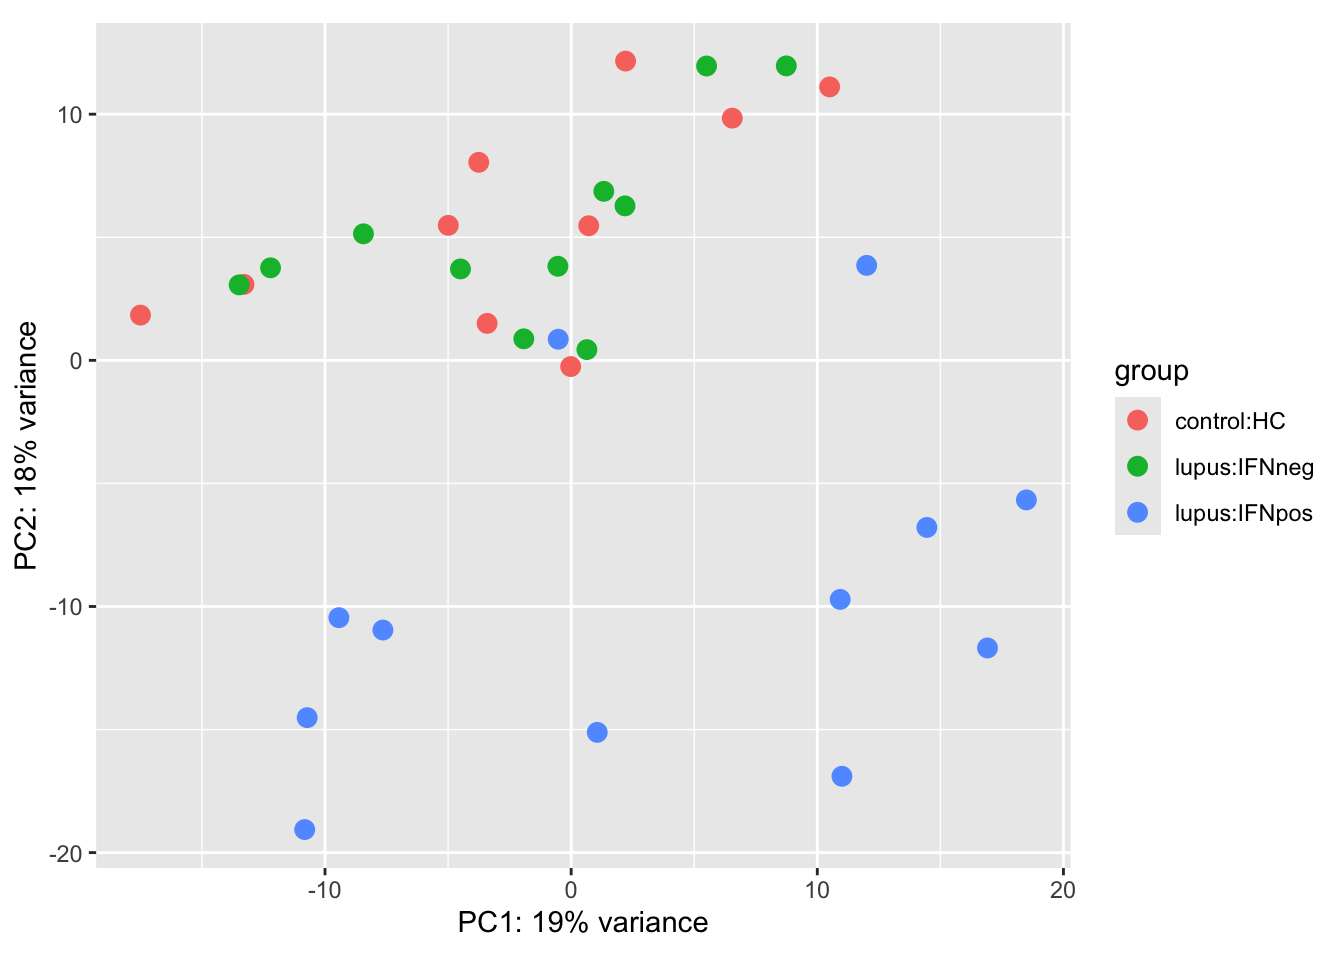 10
0
-10
-20
PC2: 18% variance
-10
0
10
20
PC1: 19% variance
group
control:HC
lupus:IFNneg
lupus:IFNpos